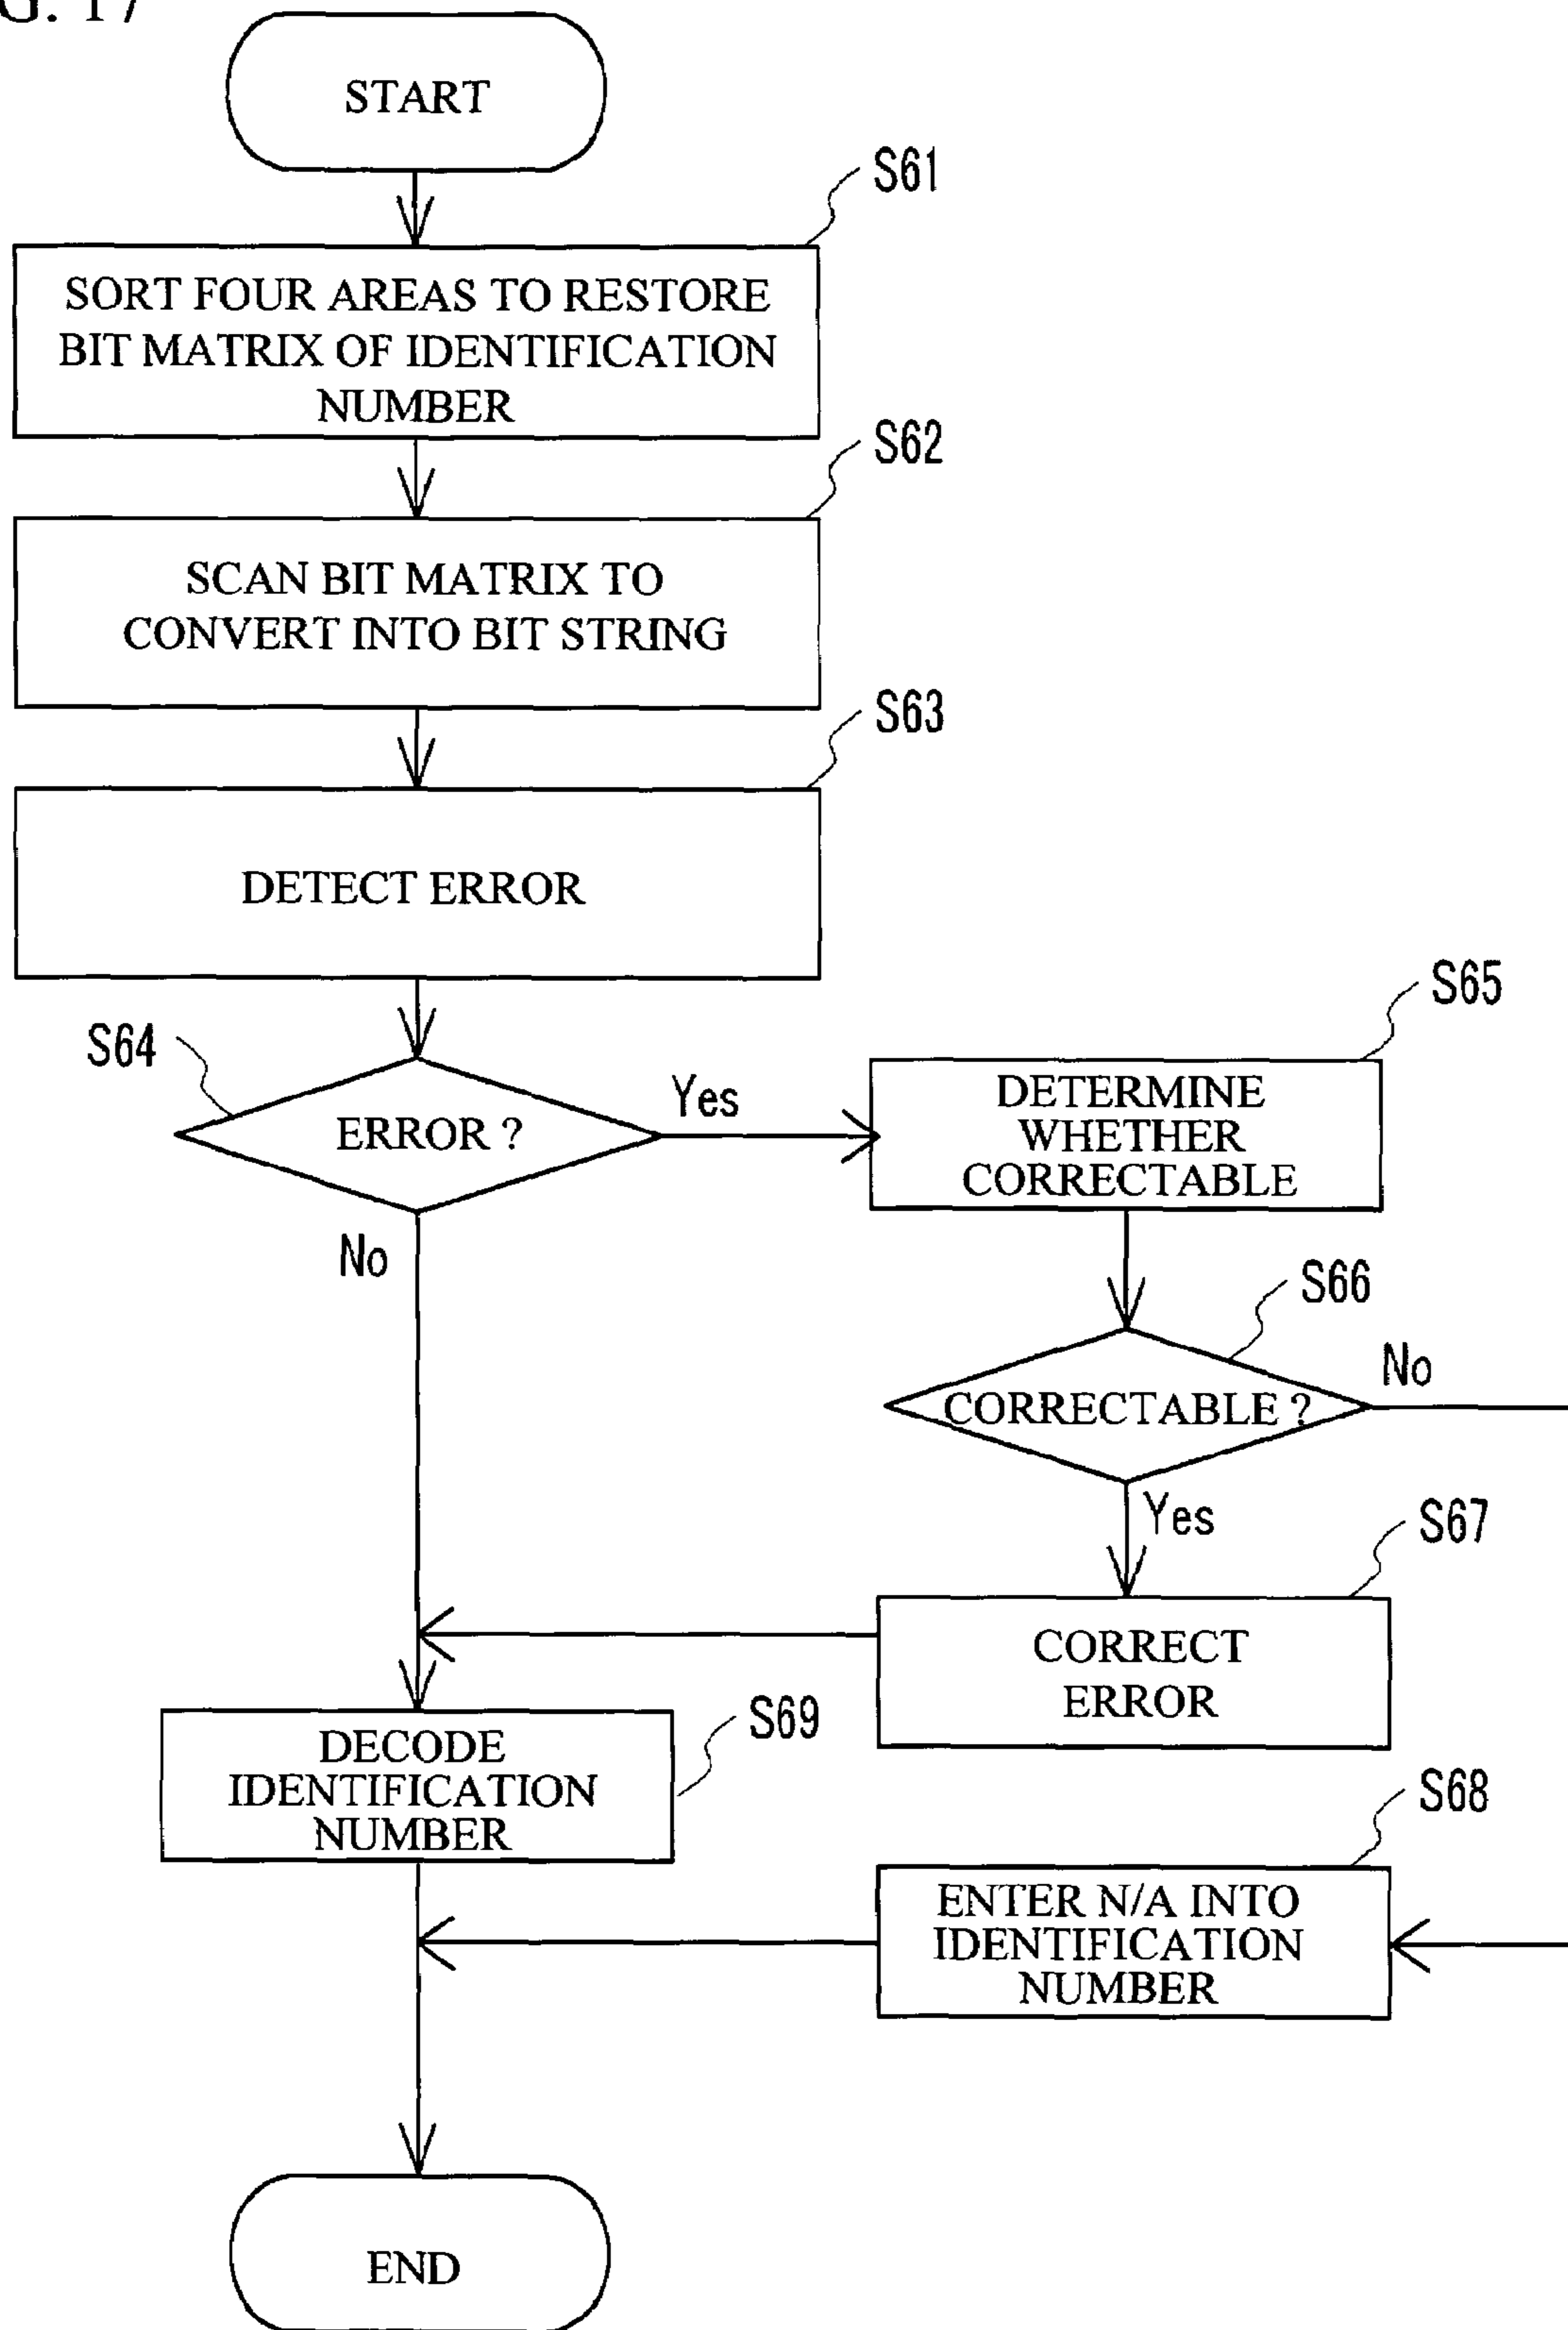 G. 17
START
S61
SORT FOUR AREAS TO RESTORE
BIT MATRIX OF IDENTIFICATION
NUMBER
S62
SCAN BIT MATRIX TO
CONVERT INTO BIT STRING
S63
DETECT ERROR
S64
ERROR ?
Yes
No
S65
DETERMINE
WHETHER
CORRECTABLE
S66
CORRECTABLE ?
No
Yes
S67
CORRECT
ERROR
S69
DECODE
IDENTIFICATION
NUMBER
S68
ENTER N/A INTO
IDENTIFICATION
NUMBER
END